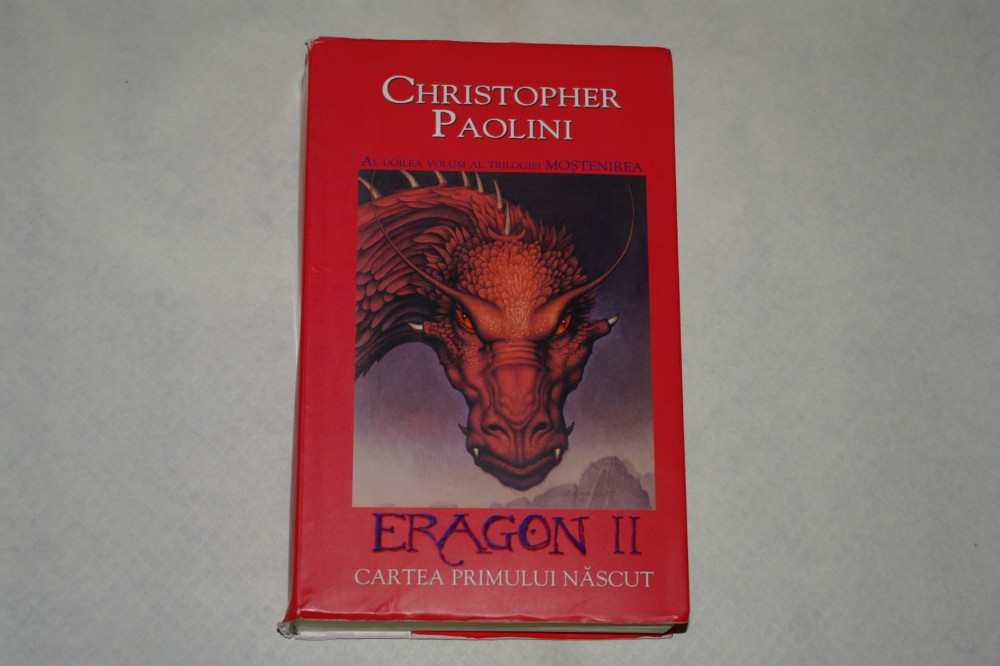 CHRISTOPHER
PAOLINI
AL DOILEA VOLUM AL TRILOGIEI MOȘTENIREA
ERAGON II
CARTEA PRIMULUI NĂSCUT